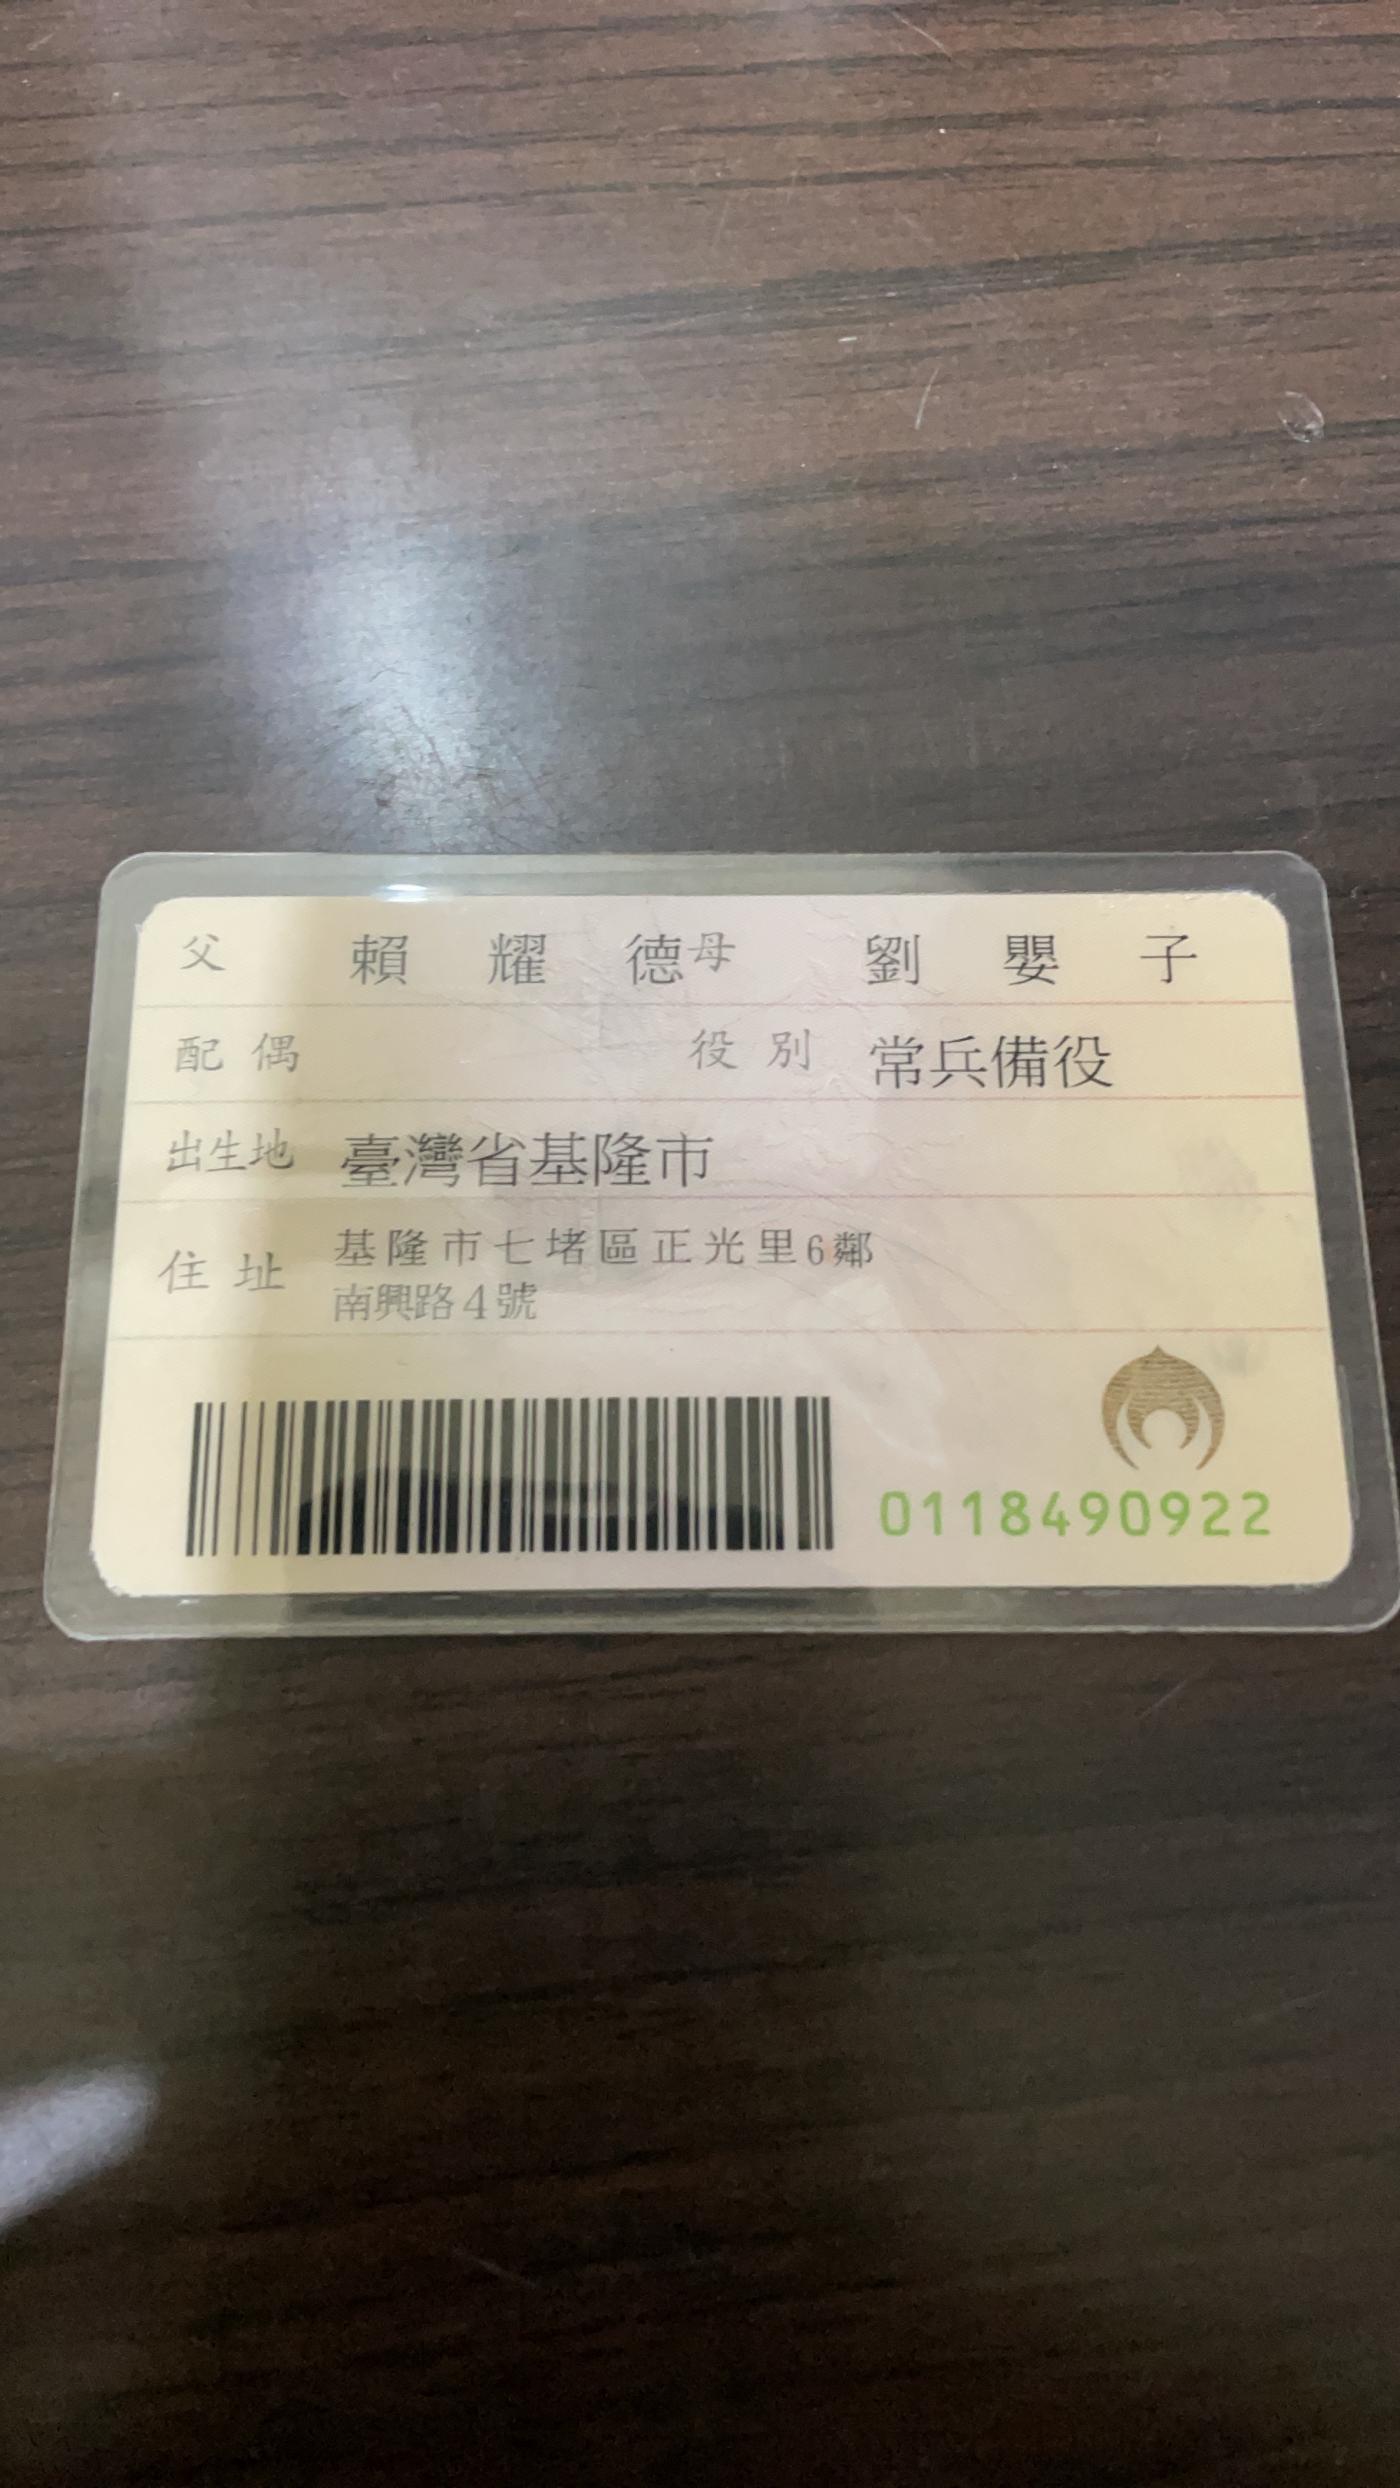 父 賴耀德 母 劉嬰子
配偶 役別 常兵備役
出生地 臺灣省基隆市
住址 基隆市七堵區正光里6鄰
南興路4號
0118490922